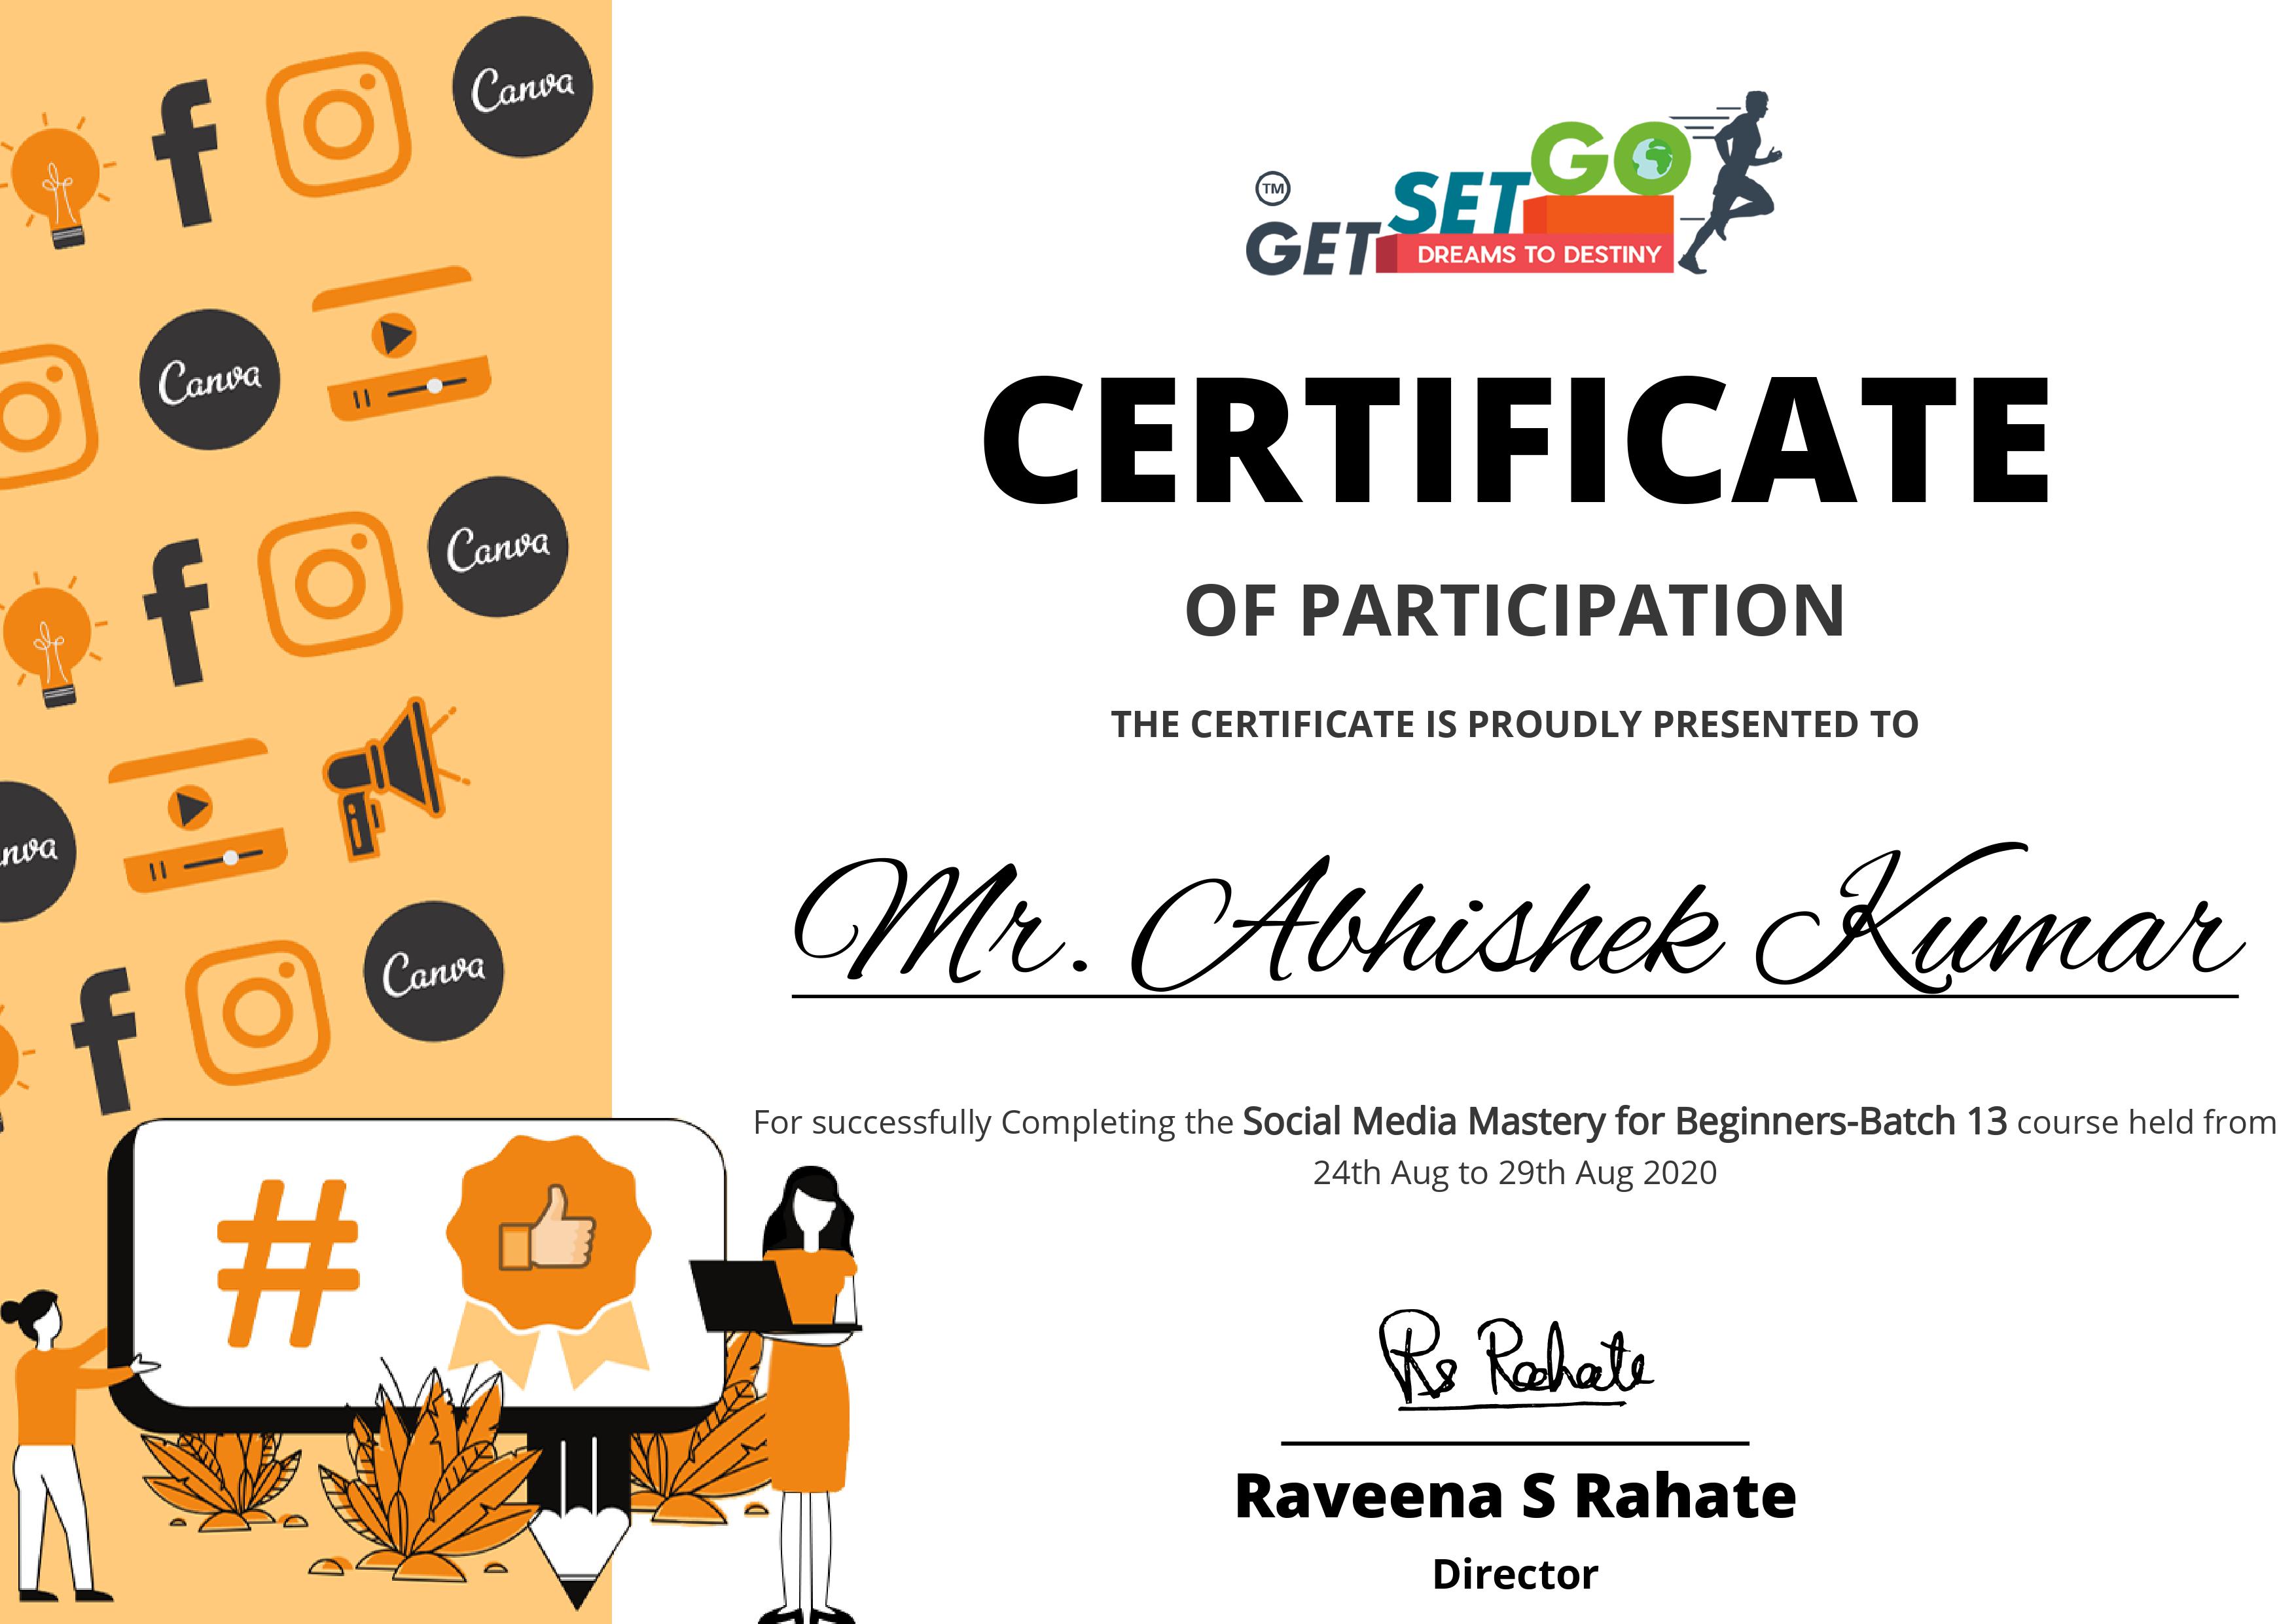 Canva
Canva
Canva
nva
Canva
#
TM
GET SET GO
DREAMS TO DESTINY
CERTIFICATE
OF PARTICIPATION
THE CERTIFICATE IS PROUDLY PRESENTED TO
Mr. Abhishek Kumar
For successfully Completing the Social Media Mastery for Beginners-Batch 13 course held from
24th Aug to 29th Aug 2020
Rs Rahate
Raveena S Rahate
Director